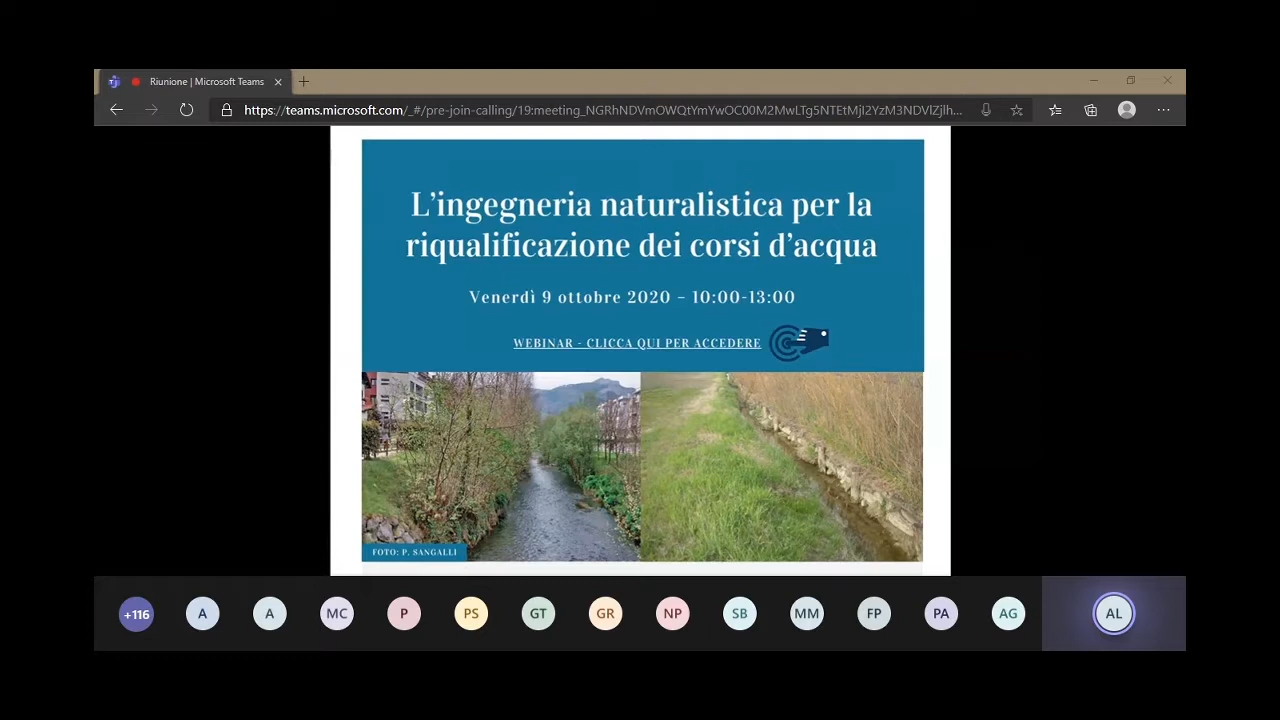 Riunione | Microsoft Teams
https://teams.microsoft.com/_#/pre-join-calling/19:meeting_NGRhNDVmOWQtYmYwOC00M2MwLTg5NTEtMjI2YzM3NDVlZjlh...
L'ingegneria naturalistica per la
riqualificazione dei corsi d'acqua
Venerdì 9 ottobre 2020 – 10:00-13:00
WEBINAR - CLICCA QUI PER ACCEDERE
FOTO: P. SANGALLI
+116 A A MC P PS GT GR NP SB MM FP PA AG AL